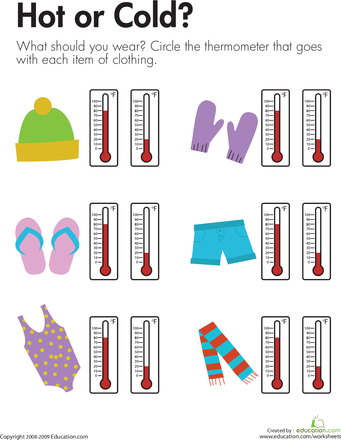 Hot or Cold?
What should you wear? Circle the thermometer that goes
with each item of clothing.
°F
°F
°F
°F
°F
°F
°F
°F
°F
°F
°F
°F
Created by :
education.com
Copyright 2008-2009 Education.com
www.education.com/worksheets